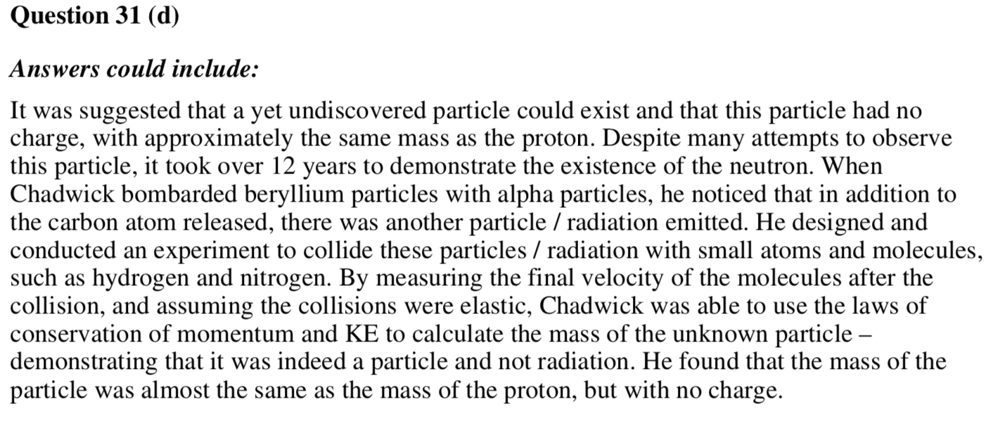 Question 31 (d)
Answers could include:
It was suggested that a yet undiscovered particle could exist and that this particle had no
charge, with approximately the same mass as the proton. Despite many attempts to observe
this particle, it took over 12 years to demonstrate the existence of the neutron. When
Chadwick bombarded beryllium particles with alpha particles, he noticed that in addition to
the carbon atom released, there was another particle / radiation emitted. He designed and
conducted an experiment to collide these particles / radiation with small atoms and molecules,
such as hydrogen and nitrogen. By measuring the final velocity of the molecules after the
collision, and assuming the collisions were elastic, Chadwick was able to use the laws of
conservation of momentum and KE to calculate the mass of the unknown particle –
demonstrating that it was indeed a particle and not radiation. He found that the mass of the
particle was almost the same as the mass of the proton, but with no charge.